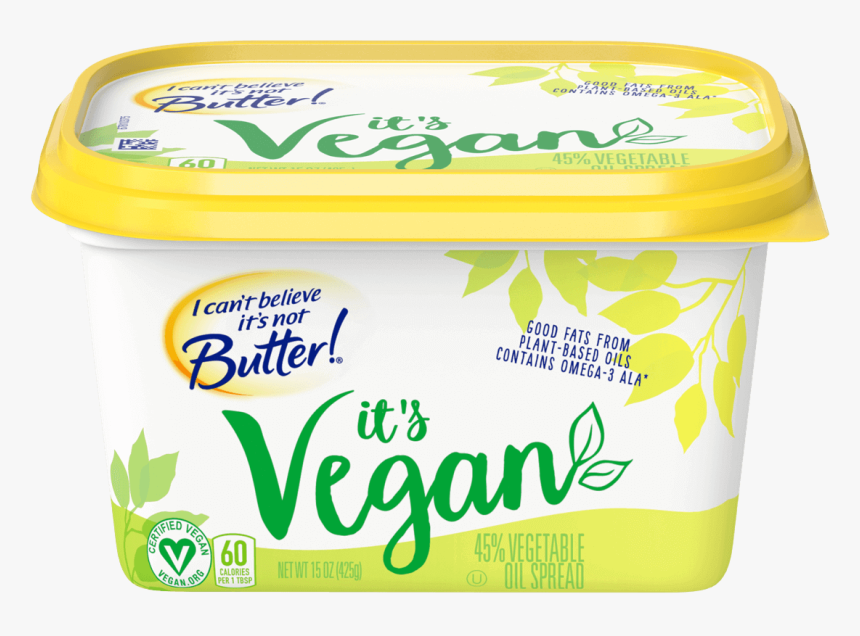 I can't believe
it's not
Butter!
GOOD FATS FROM
PLANT-BASED OILS
CONTAINS OMEGA-3 ALA*
it's
Vegan
60
45% VEGETABLE
OIL SPREAD
I can't believe
it's not
Butter!®
GOOD FATS FROM
PLANT-BASED OILS
CONTAINS OMEGA-3 ALA*
it's
Vegan
CERTIFIED VEGAN
VEGAN.ORG
60
CALORIES
PER 1 TBSP
NET WT 15 OZ (425g)
45% VEGETABLE
U OIL SPREAD